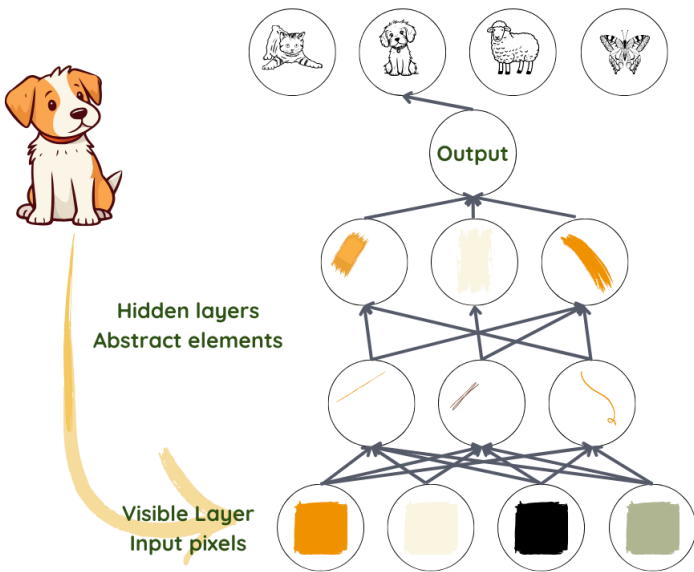 Output
Hidden layers
Abstract elements
Visible Layer
Input pixels